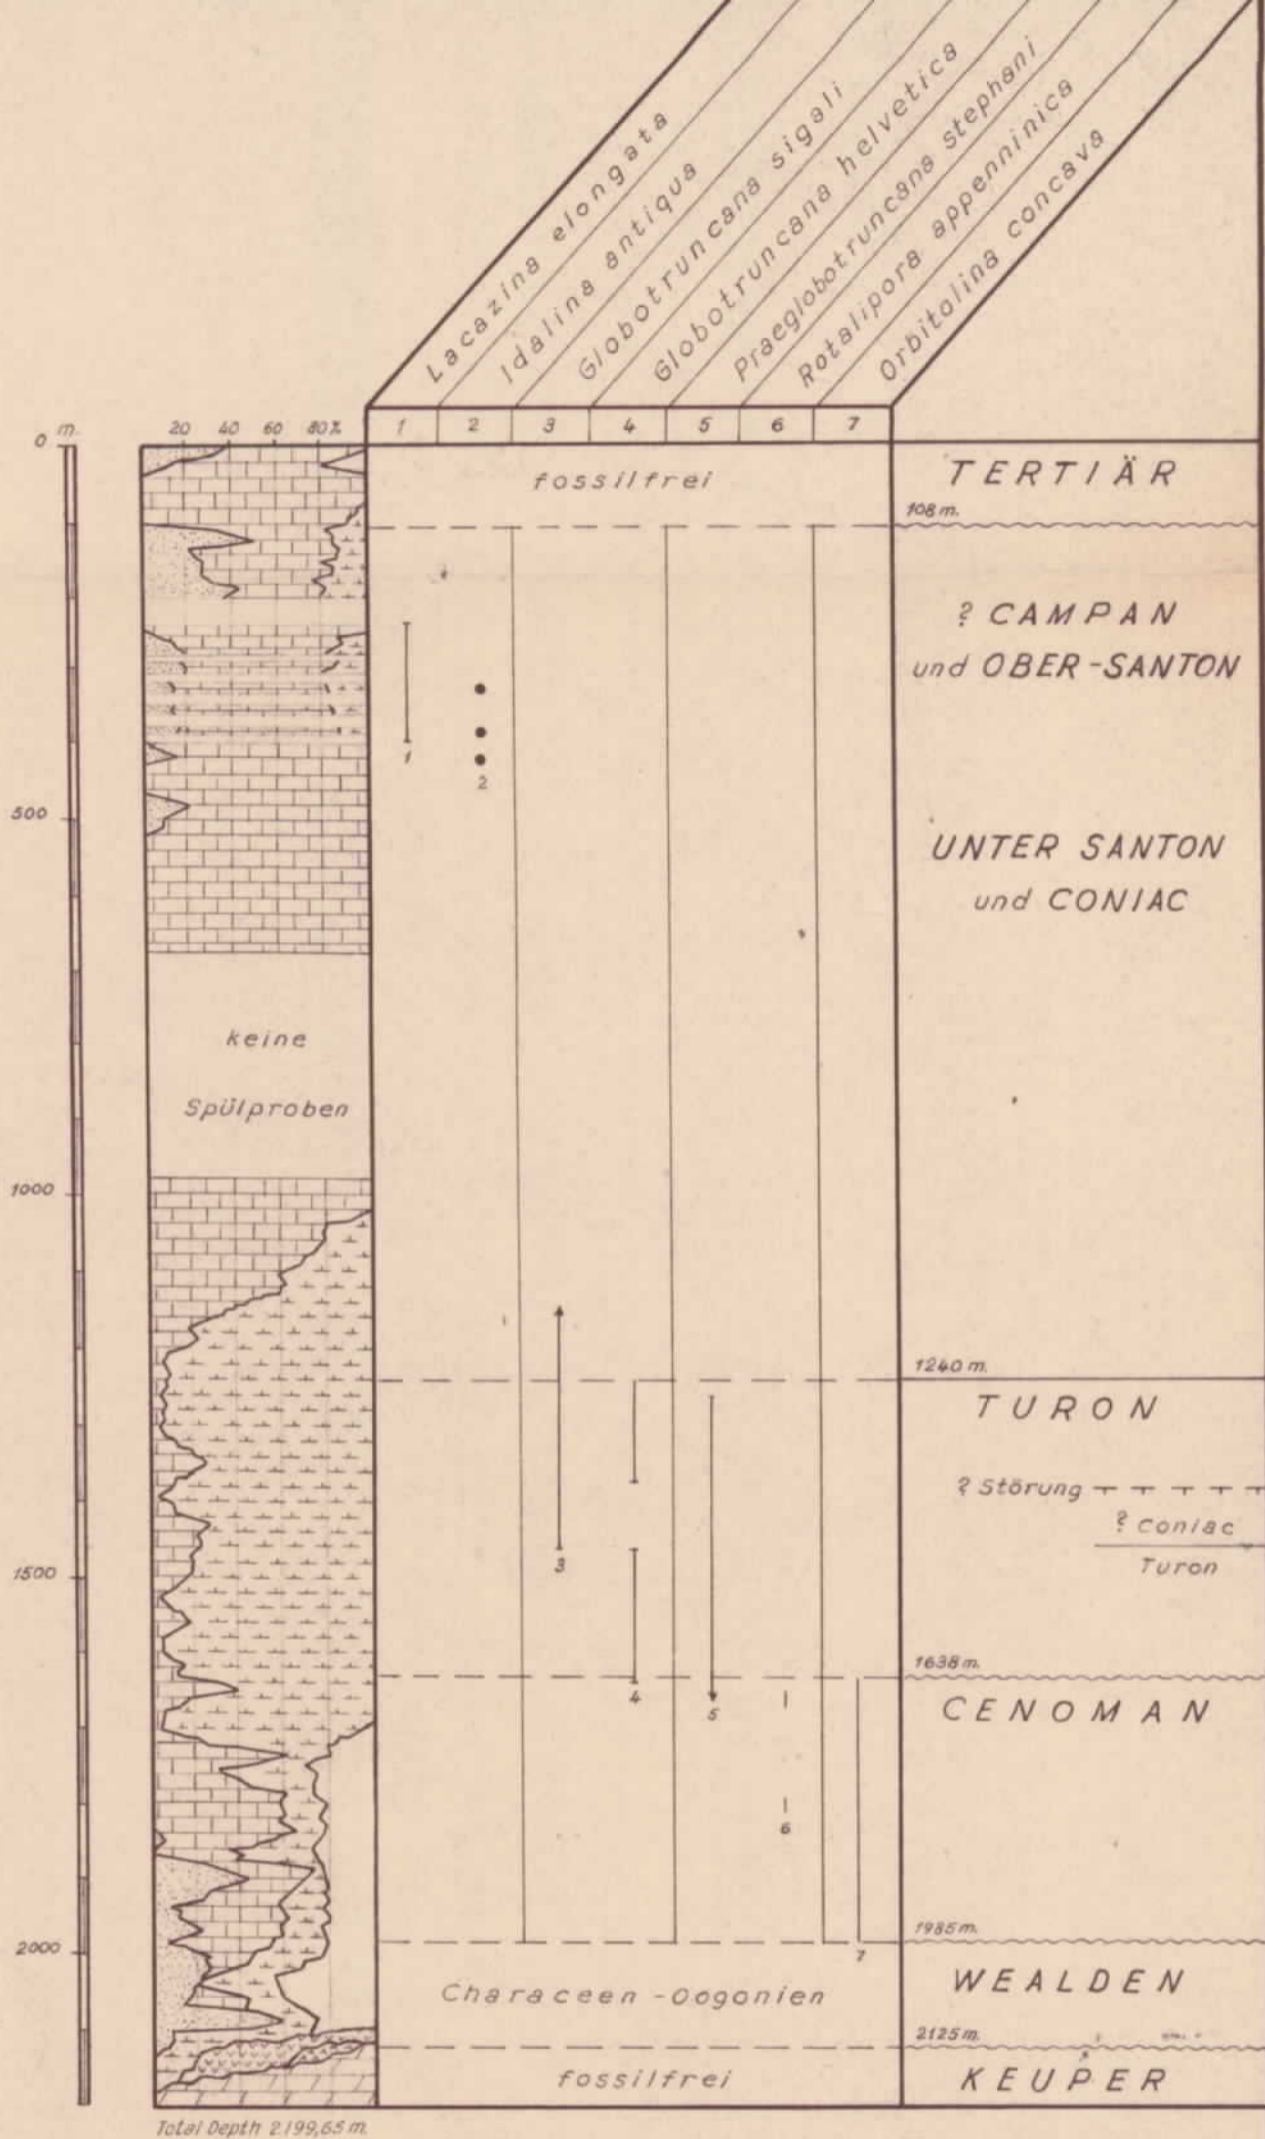 Lacazina elongata
Idalina antiqua
Globotruncana sigali
Globotruncana helvetica
Praeglobotruncana stephani
Rotalipora appenninica
Orbitolina concava
0 m. 20 40 60 80% 1 2 3 4 5 6 7
fossilfrei TERTIÄR
108 m.
? CAMPAN
und OBER-SANTON
1
2
500
UNTER SANTON
und CONIAC
keine
Spülproben
1000
1240 m.
TURON
? Störung
? Coniac
3
1500 Turon
1638 m.
4 5 CENOMAN
6
1985 m.
2000 7
Characeen-Oogonien WEALDEN
2125 m.
fossilfrei KEUPER
Total Depth 2199,65 m.